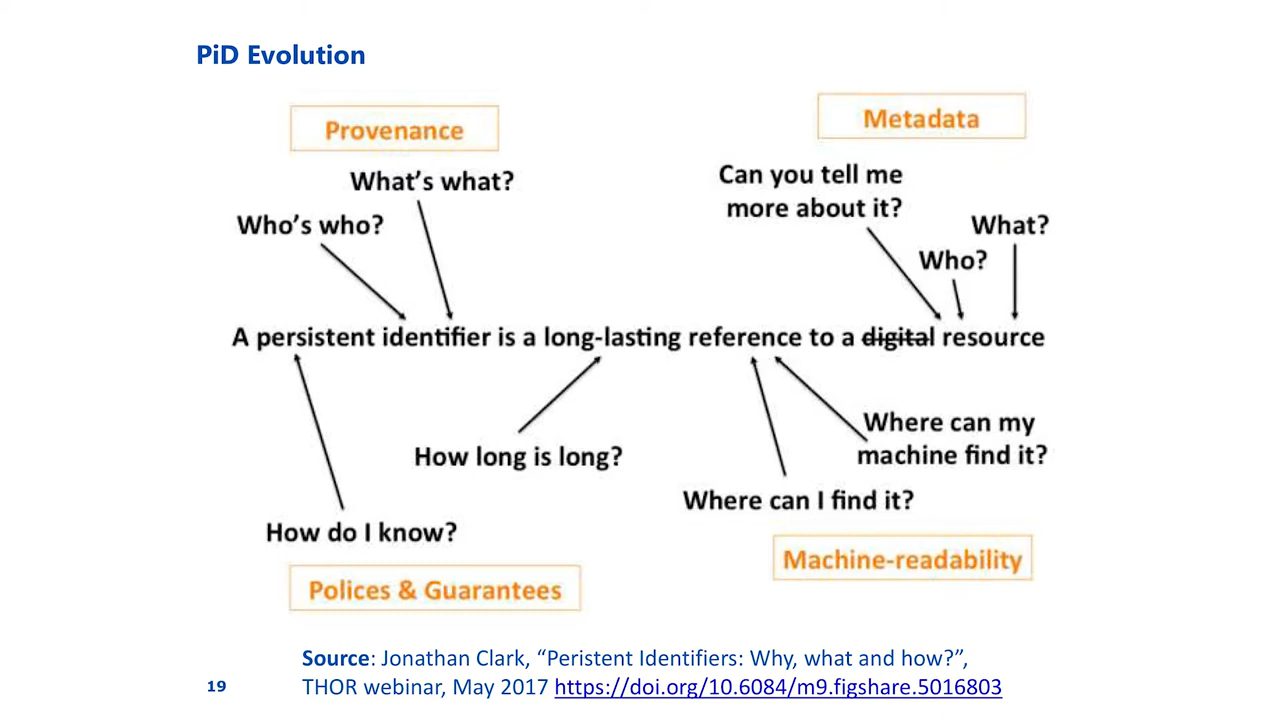 PiD Evolution
Provenance
Metadata
What's what?
Can you tell me
more about it?
Who's who?
What?
Who?
A persistent identifier is a long-lasting reference to a digital resource
Where can my
machine find it?
How long is long?
Where can I find it?
How do I know?
Machine-readability
Polices & Guarantees
Source: Jonathan Clark, “Peristent Identifiers: Why, what and how?”,
THOR webinar, May 2017 https://doi.org/10.6084/m9.figshare.5016803
19